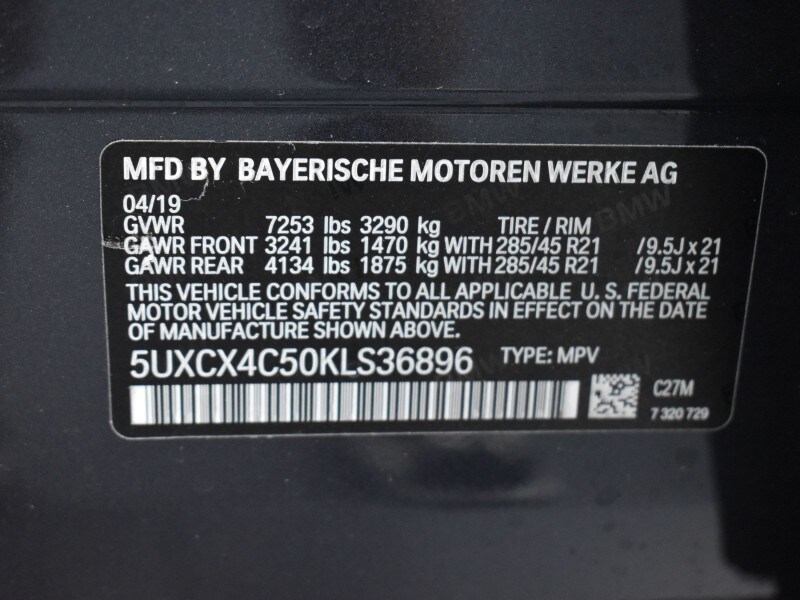 MFD BY BAYERISCHE MOTOREN WERKE AG
04/19
GVWR 7253 lbs 3290 kg TIRE / RIM
GAWR FRONT 3241 lbs 1470 kg WITH 285/45 R21 /9.5J x 21
GAWR REAR 4134 lbs 1875 kg WITH 285/45 R21 /9.5J x 21
THIS VEHICLE CONFORMS TO ALL APPLICABLE U. S. FEDERAL
MOTOR VEHICLE SAFETY STANDARDS IN EFFECT ON THE DATE
OF MANUFACTURE SHOWN ABOVE.
5UXCX4C50KLS36896 TYPE: MPV
C27M
7 320 729